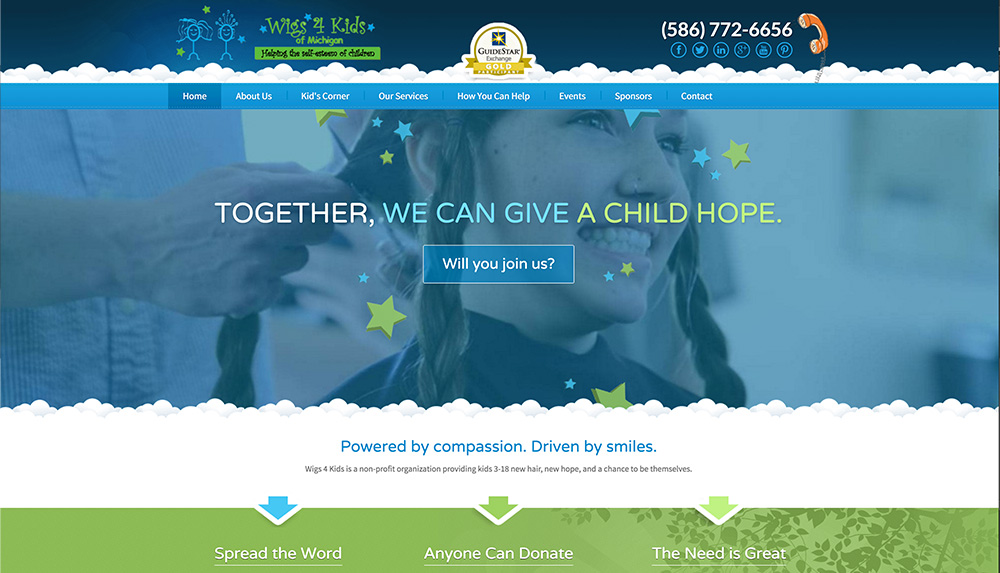 Wigs 4 Kids
of Michigan
Helping the self-esteem of children
GUIDESTAR®
Exchange
GOLD
PARTICIPANT
(586) 772-6656
Home About Us Kid's Corner Our Services How You Can Help Events Sponsors Contact
TOGETHER, WE CAN GIVE A CHILD HOPE.
Will you join us?
Powered by compassion. Driven by smiles.
Wigs 4 Kids is a non-profit organization providing kids 3-18 new hair, new hope, and a chance to be themselves.
Spread the Word Anyone Can Donate The Need is Great